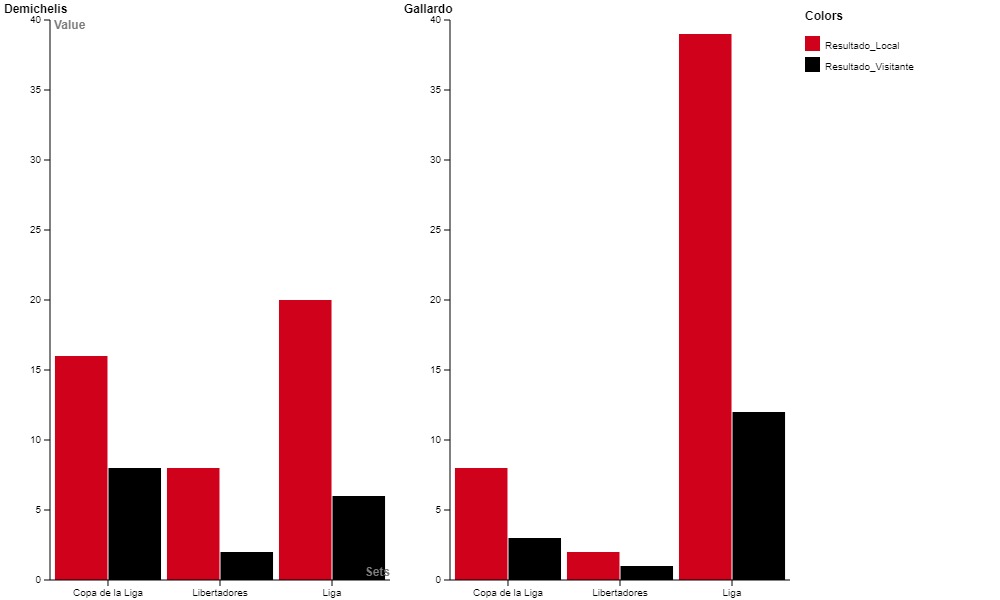 Demichelis
Value
40
35
30
25
20
15
10
5
0
Copa de la Liga
Libertadores
Liga
Sets
Gallardo
40
35
30
25
20
15
10
5
0
Copa de la Liga
Libertadores
Liga
Colors
Resultado_Local
Resultado_Visitante